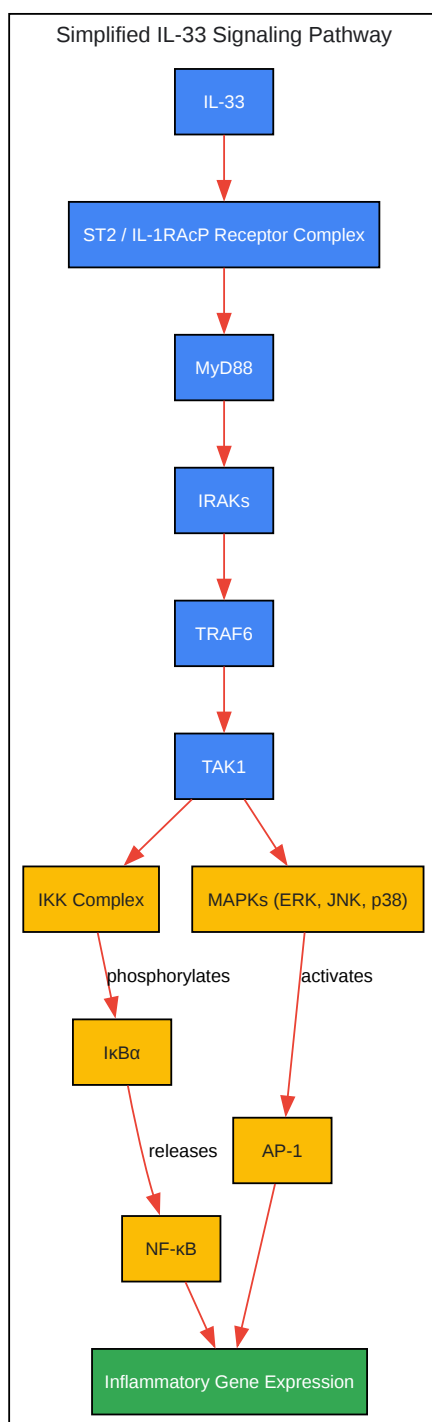 Simplified IL-33 Signaling Pathway
IL-33
ST2 / IL-1RAcP Receptor Complex
MyD88
IRAKs
TRAF6
TAK1
IKK Complex
MAPKs (ERK, JNK, p38)
phosphorylates
activates
IκBα
releases
AP-1
NF-κB
Inflammatory Gene Expression